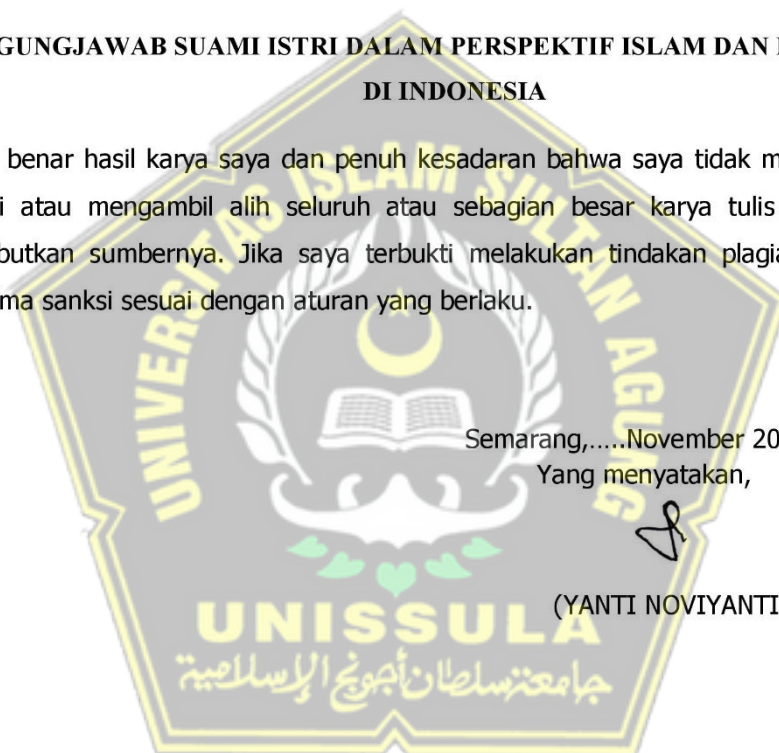 GUNGJAWAB SUAMI ISTRI DALAM PERSPEKTIF ISLAM DAN
DI INDONESIA
benar hasil karya saya dan penuh kesadaran bahwa saya tidak
i atau mengambil alih seluruh atau sebagian besar karya tulis
butkan sumbernya. Jika saya terbukti melakukan tindakan plagia
ma sanksi sesuai dengan aturan yang berlaku.
UNIVERSITAS ISLAM SULTAN AGUNG
Semarang,.....November 20
Yang menyatakan,
(YANTI NOVIYANTI
UNISSULA
جامعة سلطان أجونج الإسلامية